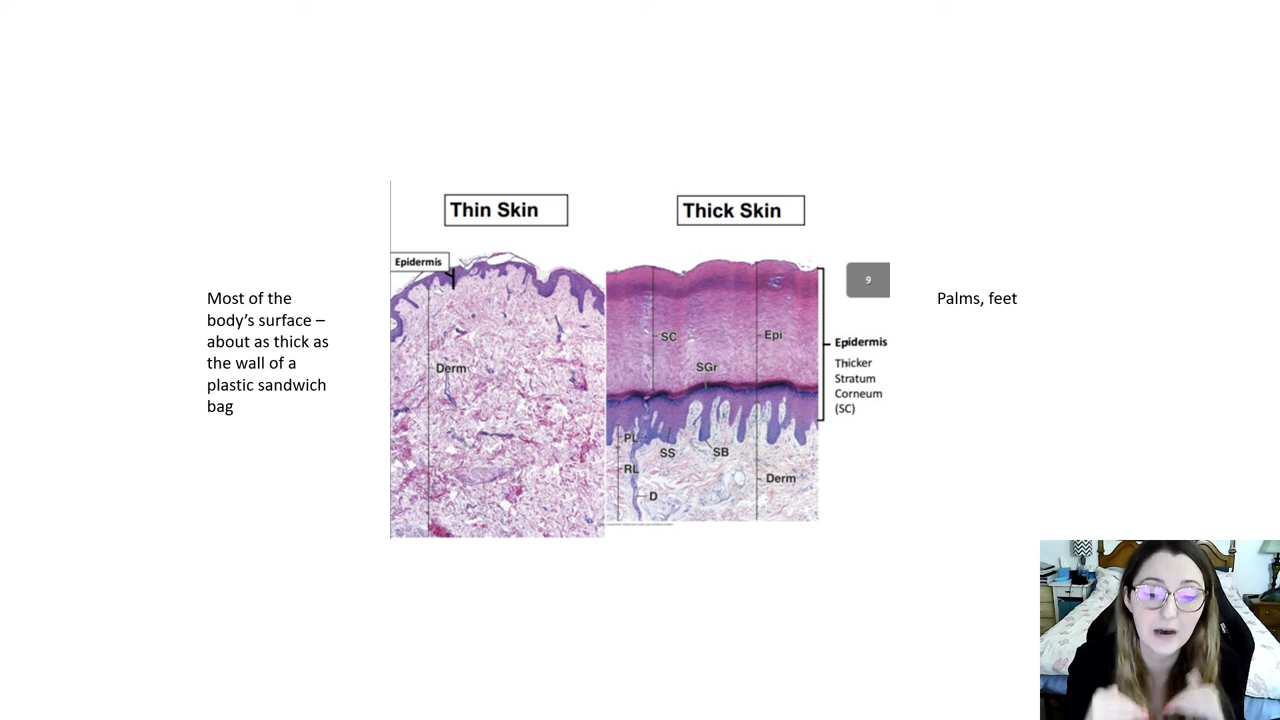 Thin Skin
Thick Skin
Epidermis
9
Most of the
body's surface –
about as thick as
the wall of a
plastic sandwich
bag
Palms, feet
SC
Epi
Epidermis
Thicker
Stratum
Corneum
(SC)
Derm
SGr
PL
SS
SB
RL
Derm
D